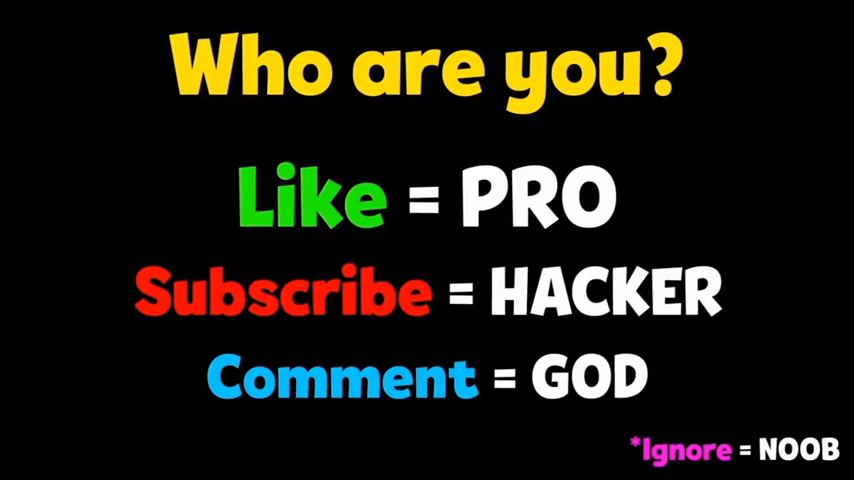 Who are you?
Like = PRO
Subscribe = HACKER
Comment = GOD
*Ignore = NOOB